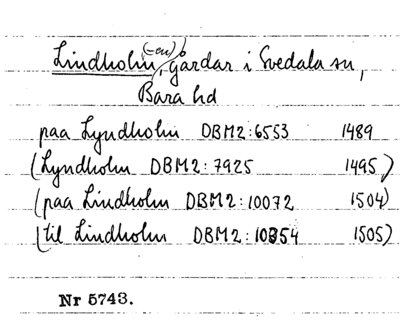 Lindholm (-en), 6 gårdar i Svedala sn,
Bara hd
paa Lyndholm DBM2:6553 1489
(Lyndholm DBM2:7925 1495)
(paa Lindholm DBM2:10072 1504)
(til Lindholm DBM2:10354 1505)
Nr 5743.